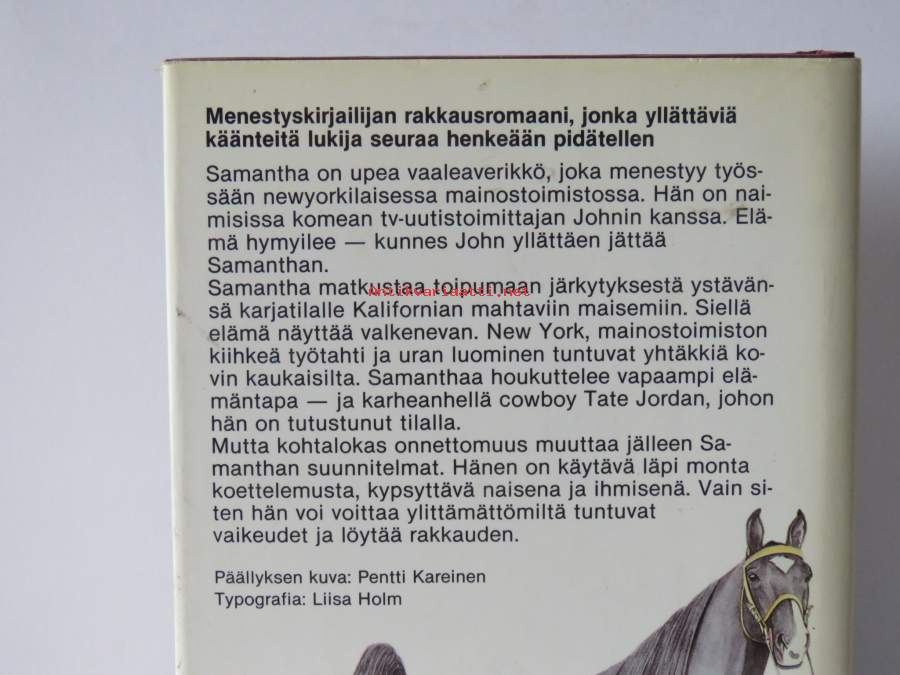 Menestyskirjailijan rakkausromaani, jonka yllättäviä
käänteitä lukija seuraa henkeään pidätellen
Samantha on upea vaaleaverikkö, joka menestyy työs-
sään newyorkilaisessa mainostoimistossa. Hän on nai-
misissa komean tv-uutistoimittajan Johnin kanssa. Elä-
mä hymyilee — kunnes John yllättäen jättää
Samanthan.
Samantha matkustaa toipumaan järkytyksestä ystävän-
Antikvariaatti.net
sä karjatilalle Kalifornian mahtaviin maisemiin. Siellä
elämä näyttää valkenevan. New York, mainostoimiston
kiihkeä työtahti ja uran luominen tuntuvat yhtäkkiä ko-
vin kaukaisilta. Samanthaa houkuttelee vapaampi elä-
mäntapa — ja karheanhellä cowboy Tate Jordan, johon
hän on tutustunut tilalla.
Mutta kohtalokas onnettomuus muuttaa jälleen Sa-
manthan suunnitelmat. Hänen on käytävä läpi monta
koettelemusta, kypsyttävä naisena ja ihmisenä. Vain si-
ten hän voi voittaa ylittämättömiltä tuntuvat
vaikeudet ja löytää rakkauden.
Päällyksen kuva: Pentti Kareinen
Typografia: Liisa Holm